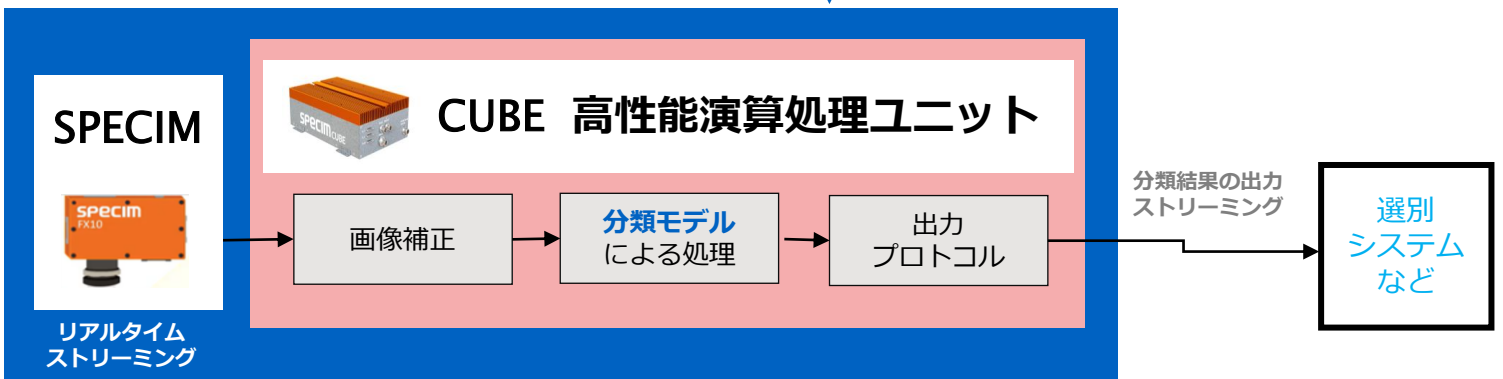 SPECIM
CUBE 高性能演算処理ユニット
SPECIM CUBE
SPECIM
FX10
画像補正
分類モデル
による処理
出力
プロトコル
分類結果の出力
ストリーミング
選別
システム
など
リアルタイム
ストリーミング